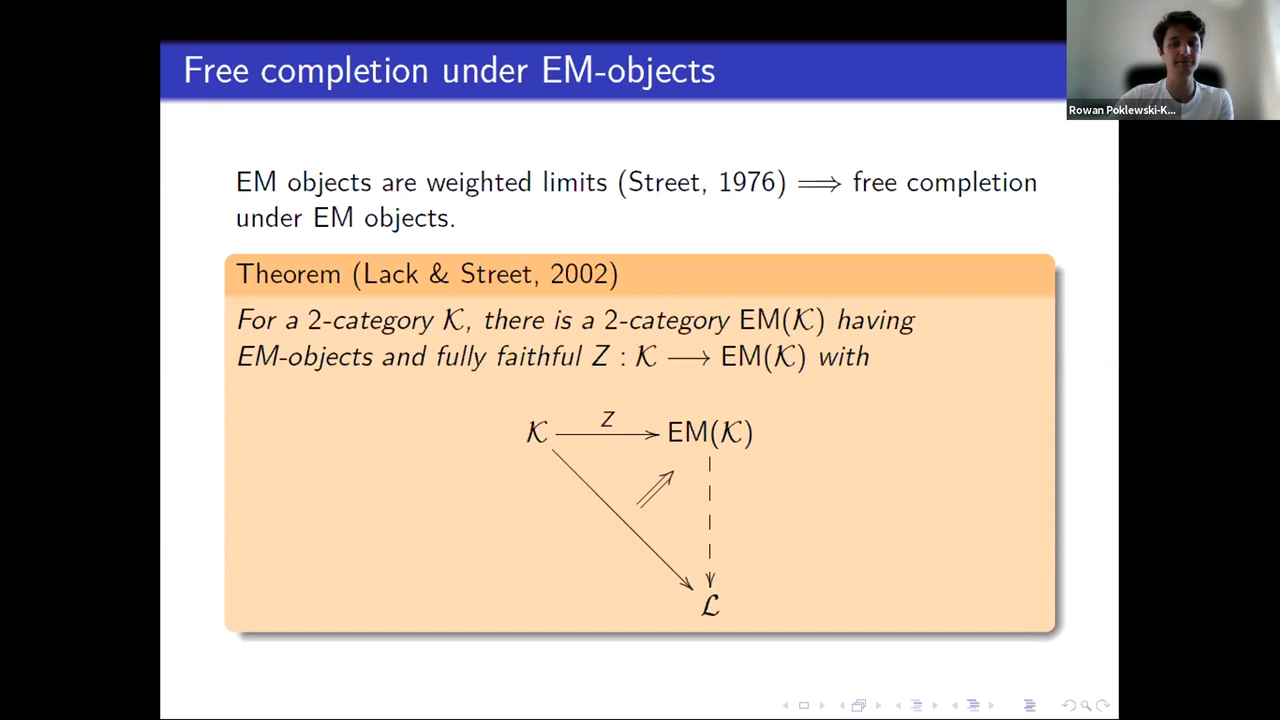 Free completion under EM-objects
Rowan Poklewski-K...
EM objects are weighted limits (Street, 1976) ⟹ free completion
under EM objects.
Theorem (Lack & Street, 2002)
For a 2-category 𝒦, there is a 2-category EM(𝒦) having
EM-objects and fully faithful Z : 𝒦 ⟶ EM(𝒦) with
Z
𝒦 EM(𝒦)
ℒ